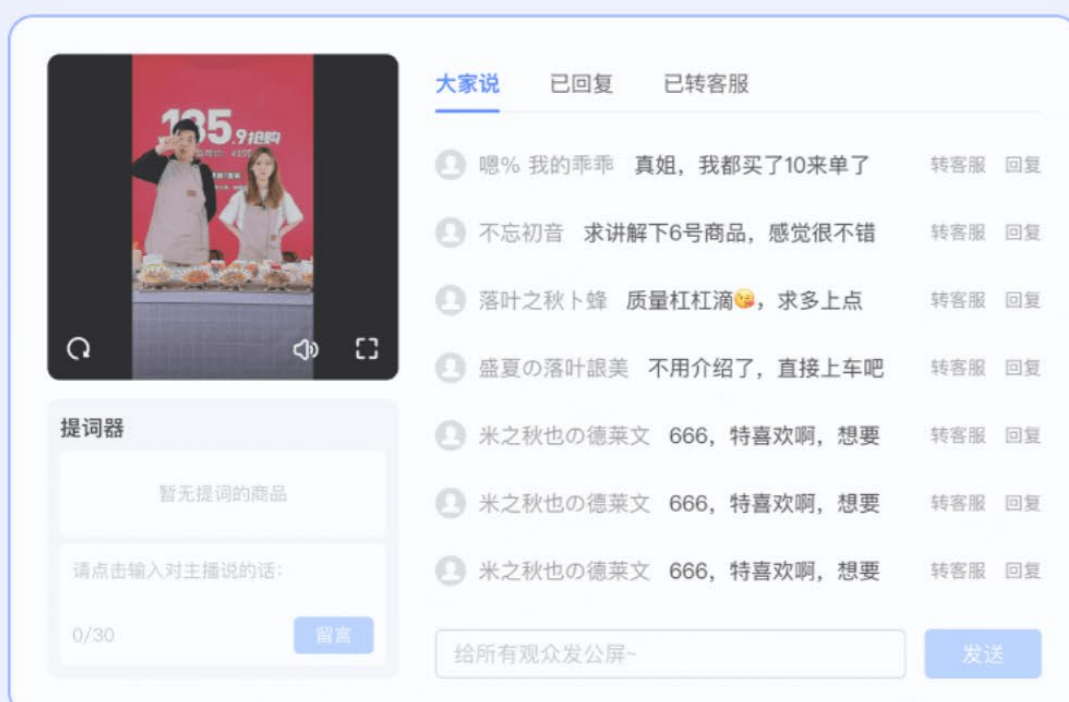 135.9抢购
大家说 已回复 已转客服
嗯% 我的乖乖 真姐，我都买了10来单了 转客服 回复
不忘初音 求讲解下6号商品，感觉很不错 转客服 回复
落叶之秋卜蜂 质量杠杠滴😘，求多上点 转客服 回复
盛夏の落叶詪美 不用介绍了，直接上车吧 转客服 回复
米之秋也の德莱文 666，特喜欢啊，想要 转客服 回复
米之秋也の德莱文 666，特喜欢啊，想要 转客服 回复
米之秋也の德莱文 666，特喜欢啊，想要 转客服 回复
给所有观众发公屏~ 发送
提词器
暂无提词的商品
请点击输入对主播说的话：
0/30 留言